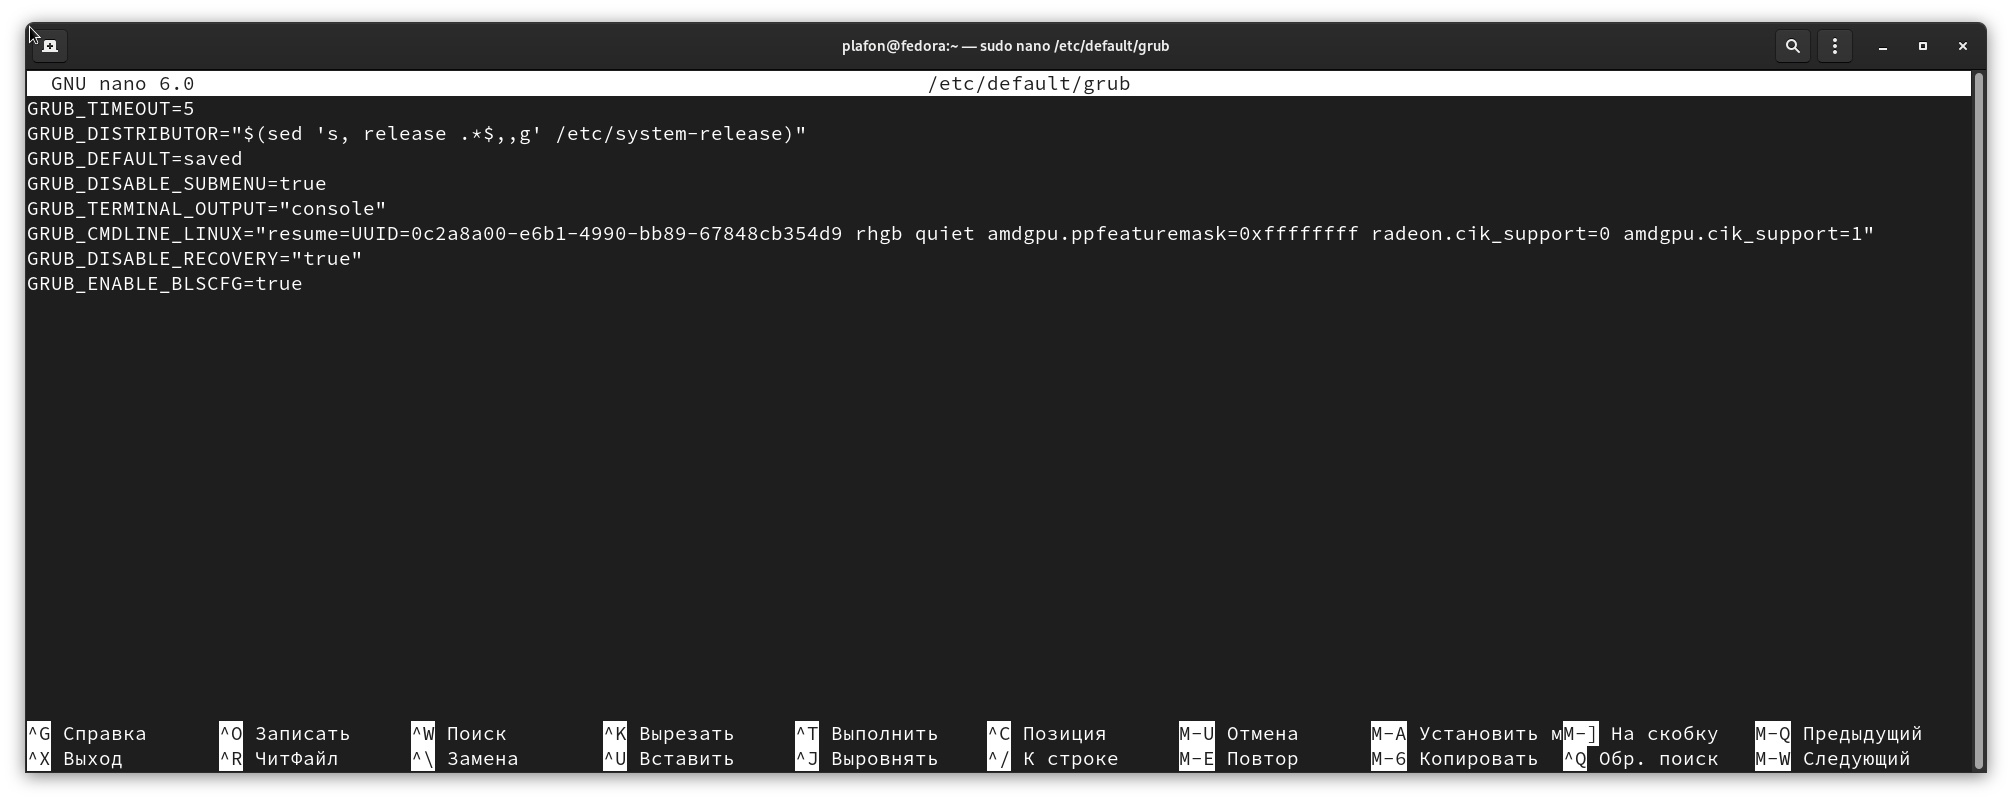 plafon@fedora:~ — sudo nano /etc/default/grub
GNU nano 6.0 /etc/default/grub
GRUB_TIMEOUT=5
GRUB_DISTRIBUTOR="$(sed 's, release .*$,,g' /etc/system-release)"
GRUB_DEFAULT=saved
GRUB_DISABLE_SUBMENU=true
GRUB_TERMINAL_OUTPUT="console"
GRUB_CMDLINE_LINUX="resume=UUID=0c2a8a00-e6b1-4990-bb89-67848cb354d9 rhgb quiet amdgpu.ppfeaturemask=0xffffffff radeon.cik_support=0 amdgpu.cik_support=1"
GRUB_DISABLE_RECOVERY="true"
GRUB_ENABLE_BLSCFG=true
^G Справка ^O Записать ^W Поиск ^K Вырезать ^T Выполнить ^C Позиция M-U Отмена M-A Установить мM-] На скобку M-Q Предыдущий
^X Выход ^R ЧитФайл ^\ Замена ^U Вставить ^J Выровнять ^/ К строке M-E Повтор M-6 Копировать ^Q Обр. поиск M-W Следующий